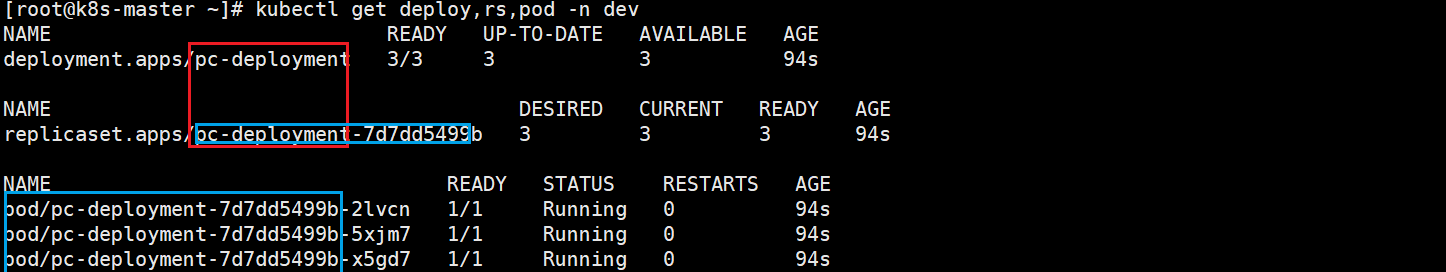 [root@k8s-master ~]# kubectl get deploy,rs,pod -n dev
NAME READY UP-TO-DATE AVAILABLE AGE
deployment.apps/pc-deployment 3/3 3 3 94s
NAME DESIRED CURRENT READY AGE
replicaset.apps/pc-deployment-7d7dd5499b 3 3 3 94s
NAME READY STATUS RESTARTS AGE
pod/pc-deployment-7d7dd5499b-2lvcn 1/1 Running 0 94s
pod/pc-deployment-7d7dd5499b-5xjm7 1/1 Running 0 94s
pod/pc-deployment-7d7dd5499b-x5gd7 1/1 Running 0 94s